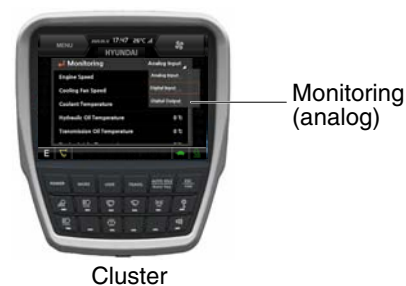 MENU
17:47 26°C
HYUNDAI
Monitoring
Analog Input
Engine Speed
Analog Input
Cooling Fan Speed
Digital Input
Coolant Temperature
Digital Output
Hydraulic Oil Temperature
0 ℃
Transmission Oil Temperature
0 ℃
E
POWER
WORK
USER
TRAVEL
AUTO IDLE
ESC
Monitoring
(analog)
Cluster